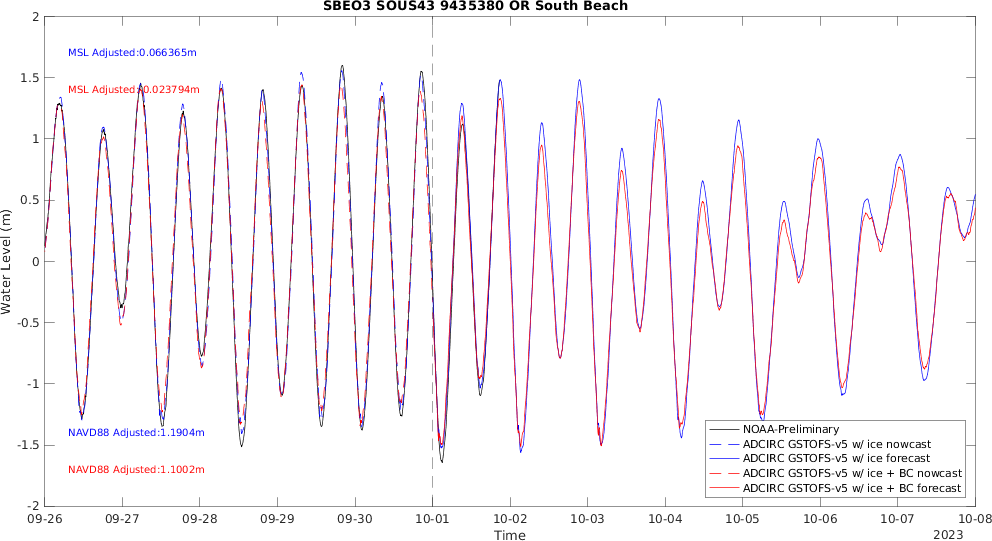 SBEO3 SOUS43 9435380 OR South Beach
Water Level (m)
2
1.5
1
0.5
0
-0.5
-1
-1.5
-2
MSL Adjusted:0.066365m
MSL Adjusted:0.023794m
NAVD88 Adjusted:1.1904m
NAVD88 Adjusted:1.1002m
NOAA-Preliminary
ADCIRC GSTOFS-v5 w/ ice nowcast
ADCIRC GSTOFS-v5 w/ ice forecast
ADCIRC GSTOFS-v5 w/ ice + BC nowcast
ADCIRC GSTOFS-v5 w/ ice + BC forecast
09-26 09-27 09-28 09-29 09-30 10-01 10-02 10-03 10-04 10-05 10-06 10-07 10-08
Time
2023